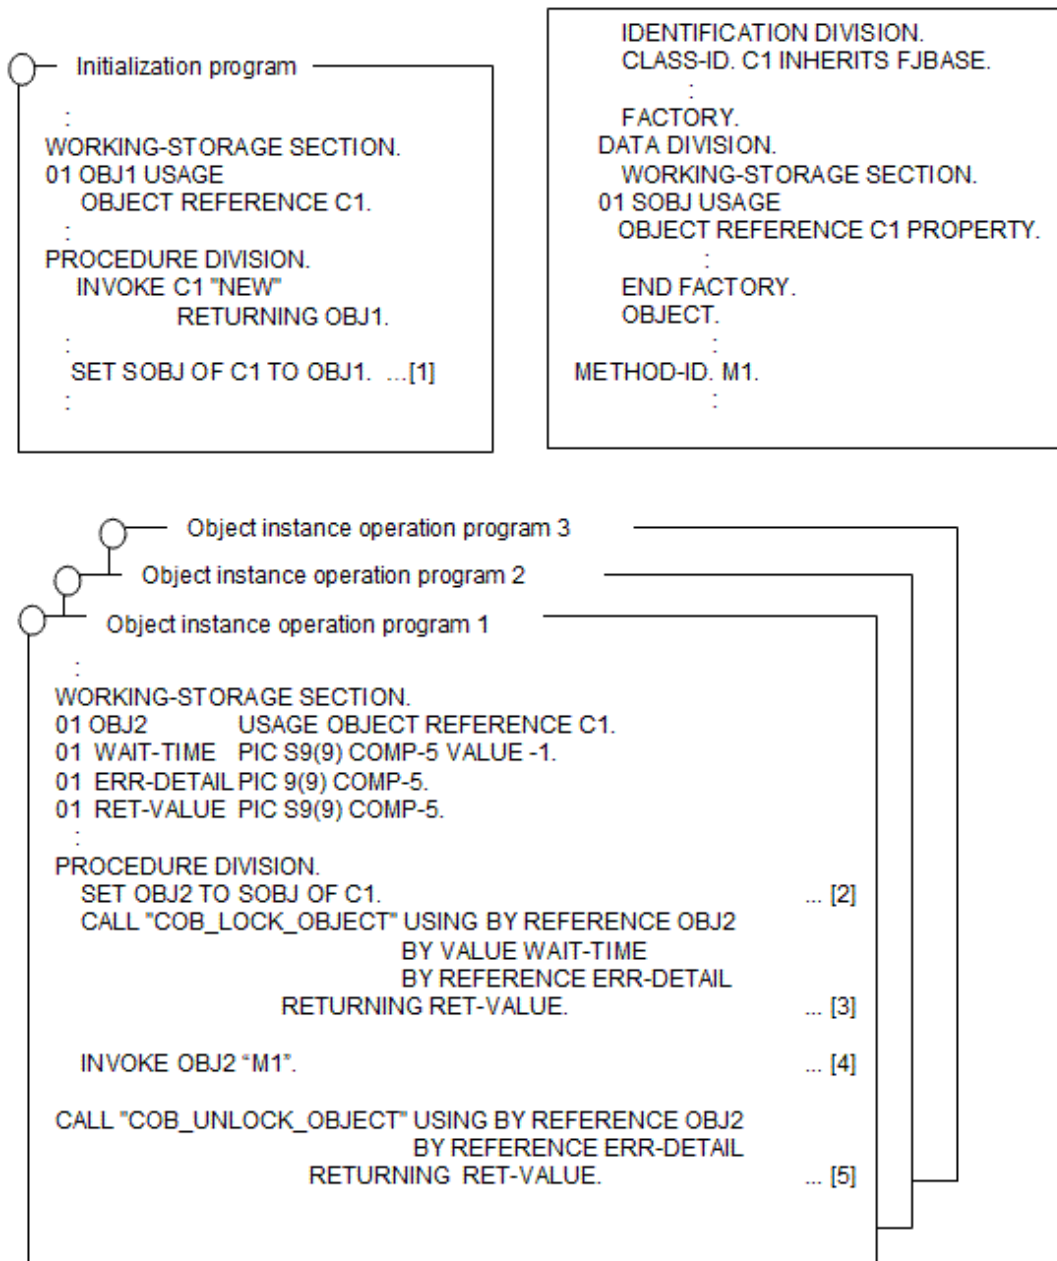 Initialization program
:
WORKING-STORAGE SECTION.
01 OBJ1 USAGE
OBJECT REFERENCE C1.
:
PROCEDURE DIVISION.
INVOKE C1 "NEW"
RETURNING OBJ1.
:
SET SOBJ OF C1 TO OBJ1. ...[1]
:
IDENTIFICATION DIVISION.
CLASS-ID. C1 INHERITS FJBASE.
:
FACTORY.
DATA DIVISION.
WORKING-STORAGE SECTION.
01 SOBJ USAGE
OBJECT REFERENCE C1 PROPERTY.
:
END FACTORY.
OBJECT.
:
METHOD-ID. M1.
:
Object instance operation program 3
Object instance operation program 2
Object instance operation program 1
:
WORKING-STORAGE SECTION.
01 OBJ2 USAGE OBJECT REFERENCE C1.
01 WAIT-TIME PIC S9(9) COMP-5 VALUE -1.
01 ERR-DETAIL PIC 9(9) COMP-5.
01 RET-VALUE PIC S9(9) COMP-5.
:
PROCEDURE DIVISION.
SET OBJ2 TO SOBJ OF C1. ... [2]
CALL "COB_LOCK_OBJECT" USING BY REFERENCE OBJ2
BY VALUE WAIT-TIME
BY REFERENCE ERR-DETAIL
RETURNING RET-VALUE. ... [3]
INVOKE OBJ2 “M1”. ... [4]
CALL "COB_UNLOCK_OBJECT" USING BY REFERENCE OBJ2
BY REFERENCE ERR-DETAIL
RETURNING RET-VALUE. ... [5]